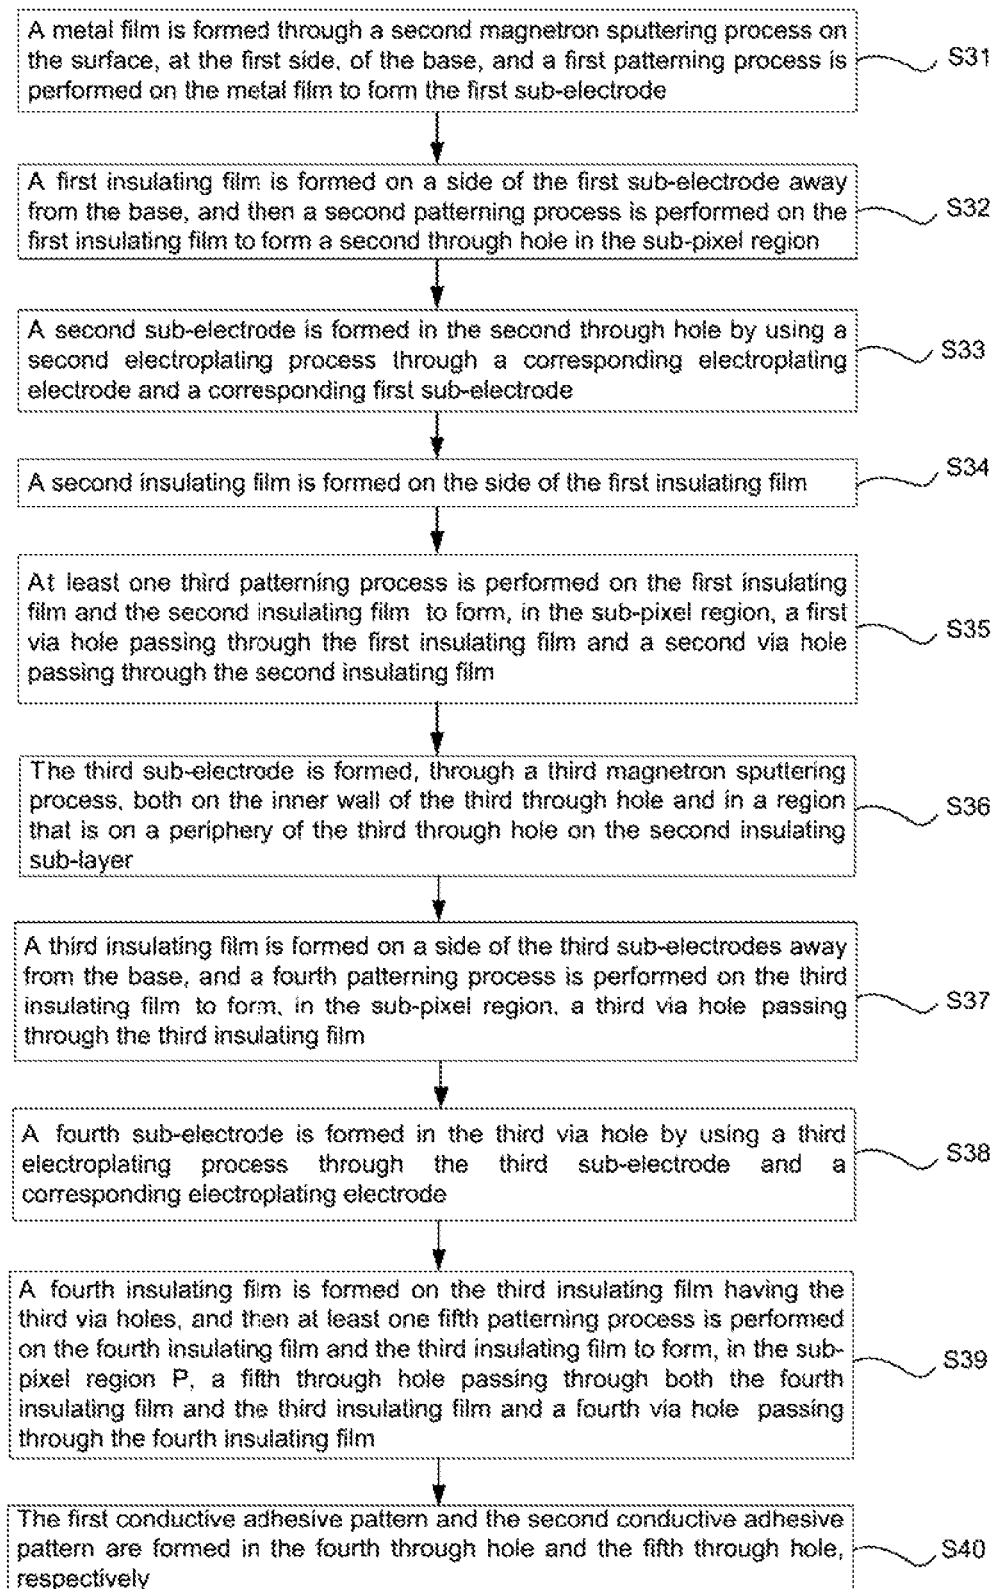 A metal film is formed through a second magnetron sputtering process on
the surface, at the first side, of the base, and a first patterning process is
performed on the metal film to form the first sub-electrode
S31
A first insulating film is formed on a side of the first sub-electrode away
from the base, and then a second patterning process is performed on the
first insulating film to form a second through hole in the sub-pixel region
S32
A second sub-electrode is formed in the second through hole by using a
second electroplating process through a corresponding electroplating
electrode and a corresponding first sub-electrode
S33
A second insulating film is formed on the side of the first insulating film
S34
At least one third patterning process is performed on the first insulating
film and the second insulating film to form, in the sub-pixel region, a first
via hole passing through the first insulating film and a second via hole
passing through the second insulating film
S35
The third sub-electrode is formed, through a third magnetron sputtering
process, both on the inner wall of the third through hole and in a region
that is on a periphery of the third through hole on the second insulating
sub-layer
S36
A third insulating film is formed on a side of the third sub-electrodes away
from the base, and a fourth patterning process is performed on the third
insulating film to form, in the sub-pixel region, a third via hole passing
through the third insulating film
S37
A fourth sub-electrode is formed in the third via hole by using a third
electroplating process through the third sub-electrode and a
corresponding electroplating electrode
S38
A fourth insulating film is formed on the third insulating film having the
third via holes, and then at least one fifth patterning process is performed
on the fourth insulating film and the third insulating film to form, in the sub-
pixel region P, a fifth through hole passing through both the fourth
insulating film and the third insulating film and a fourth via hole passing
through the fourth insulating film
S39
The first conductive adhesive pattern and the second conductive adhesive
pattern are formed in the fourth through hole and the fifth through hole,
respectively
S40